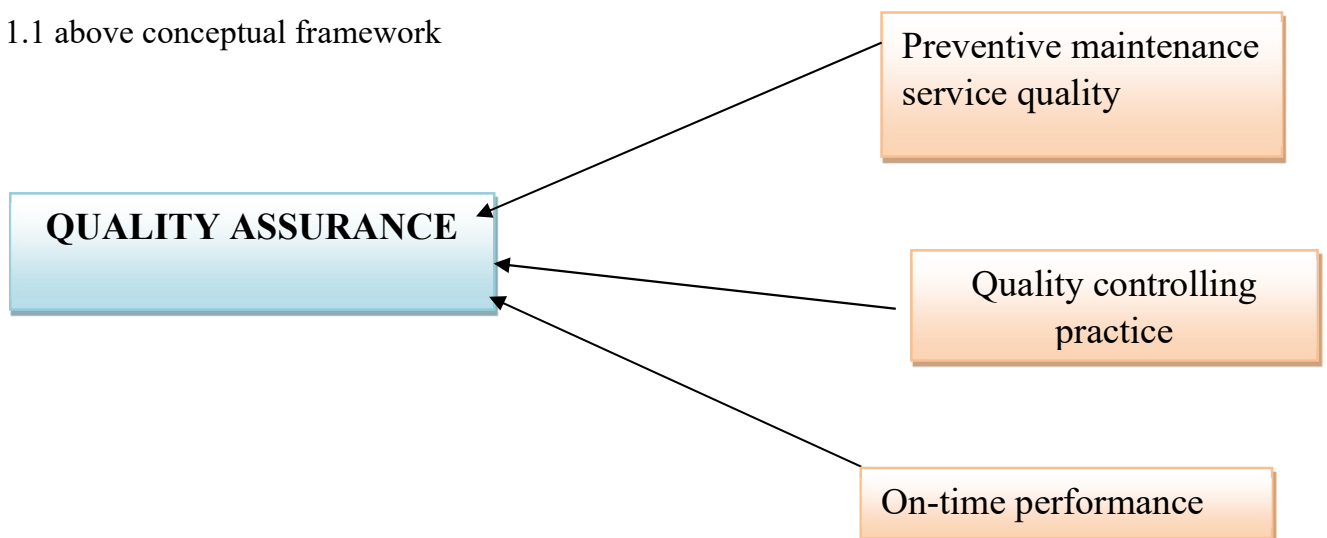 1.1 above conceptual framework
Preventive maintenance
service quality
QUALITY ASSURANCE
Quality controlling
practice
On-time performance